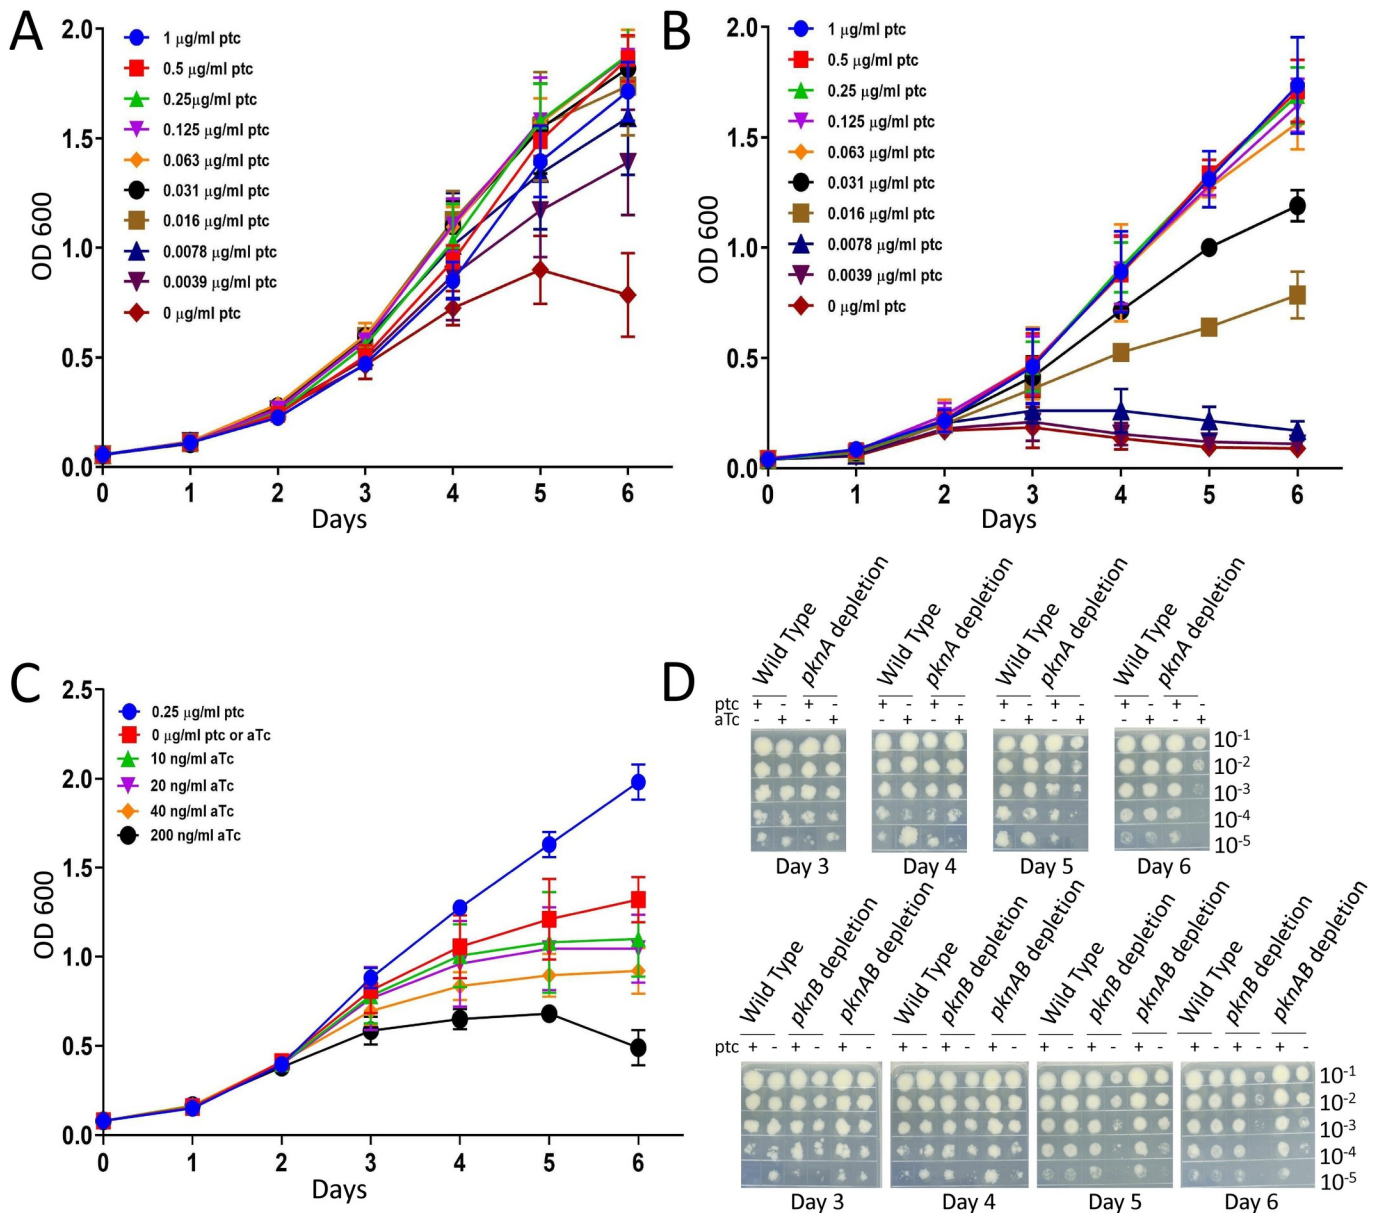 A
2.0
1.5
1.0
0.5
0.0
OD 600
0 1 2 3 4 5 6
Days
1 µg/ml ptc
0.5 µg/ml ptc
0.25µg/ml ptc
0.125 µg/ml ptc
0.063 µg/ml ptc
0.031 µg/ml ptc
0.016 µg/ml ptc
0.0078 µg/ml ptc
0.0039 µg/ml ptc
0 µg/ml ptc
B
2.0
1.5
1.0
0.5
0.0
OD 600
0 1 2 3 4 5 6
Days
1 µg/ml ptc
0.5 µg/ml ptc
0.25 µg/ml ptc
0.125 µg/ml ptc
0.063 µg/ml ptc
0.031 µg/ml ptc
0.016 µg/ml ptc
0.0078 µg/ml ptc
0.0039 µg/ml ptc
0 µg/ml ptc
C
2.5
2.0
1.5
1.0
0.5
0.0
OD 600
0 1 2 3 4 5 6
Days
0.25 µg/ml ptc
0 µg/ml ptc or aTc
10 ng/ml aTc
20 ng/ml aTc
40 ng/ml aTc
200 ng/ml aTc
D
Wild Type pknA depletion Wild Type pknA depletion Wild Type pknA depletion Wild Type pknA depletion
ptc + - + - + - + - + - + - + - + -
aTc - + - + - + - + - + - + - + - +
10-1
10-2
10-3
10-4
10-5
Day 3 Day 4 Day 5 Day 6
Wild Type pknB depletion pknAB depletion Wild Type pknB depletion pknAB depletion Wild Type pknB depletion pknAB depletion Wild Type pknB depletion pknAB depletion
ptc + - + - + - + - + - + - + - + - + - + - + - + -
10-1
10-2
10-3
10-4
10-5
Day 3 Day 4 Day 5 Day 6